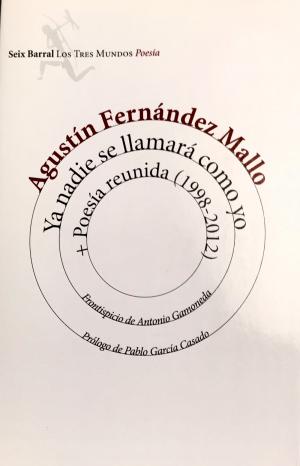 Seix Barral Los Tres Mundos Poesía
Agustín Fernández Mallo
Ya nadie se llamará como yo
+ Poesía reunida (1998-2012)
Frontispicio de Antonio Gamoneda
Prólogo de Pablo García Casado